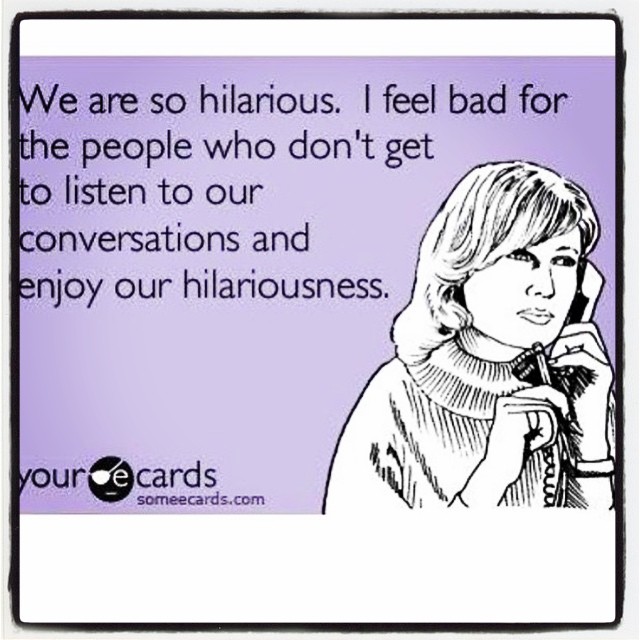 We are so hilarious. I feel bad for
the people who don't get
to listen to our
conversations and
enjoy our hilariousness.
your e cards
someecards.com